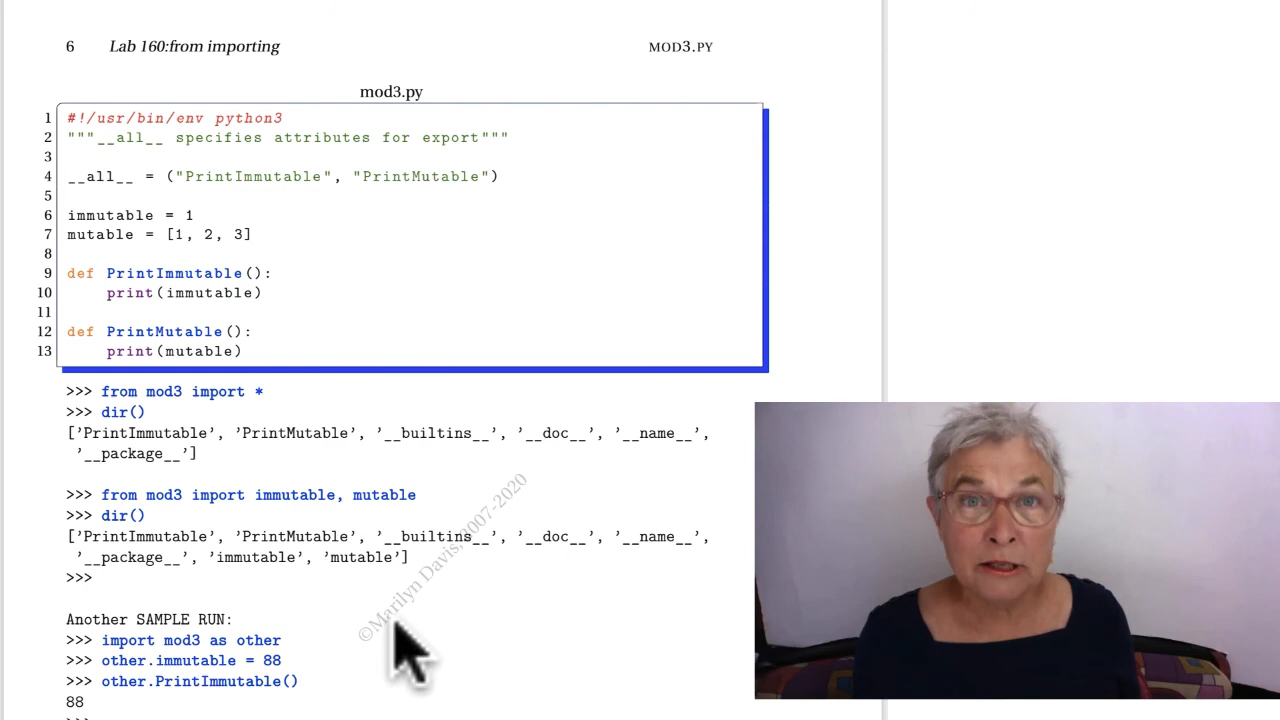 6 Lab 160:from importing MOD3.PY
mod3.py
1 #!/usr/bin/env python3
2 """__all__ specifies attributes for export"""
3
4 __all__ = ("PrintImmutable", "PrintMutable")
5
6 immutable = 1
7 mutable = [1, 2, 3]
8
9 def PrintImmutable():
10     print(immutable)
11
12 def PrintMutable():
13     print(mutable)
>>> from mod3 import *
>>> dir()
['PrintImmutable', 'PrintMutable', '__builtins__', '__doc__', '__name__',
 '__package__']
>>> from mod3 import immutable, mutable
>>> dir()
['PrintImmutable', 'PrintMutable', '__builtins__', '__doc__', '__name__',
 '__package__', 'immutable', 'mutable']
>>>
©Marilyn Davis, 2007-2020
Another SAMPLE RUN:
>>> import mod3 as other
>>> other.immutable = 88
>>> other.PrintImmutable()
88
>>>